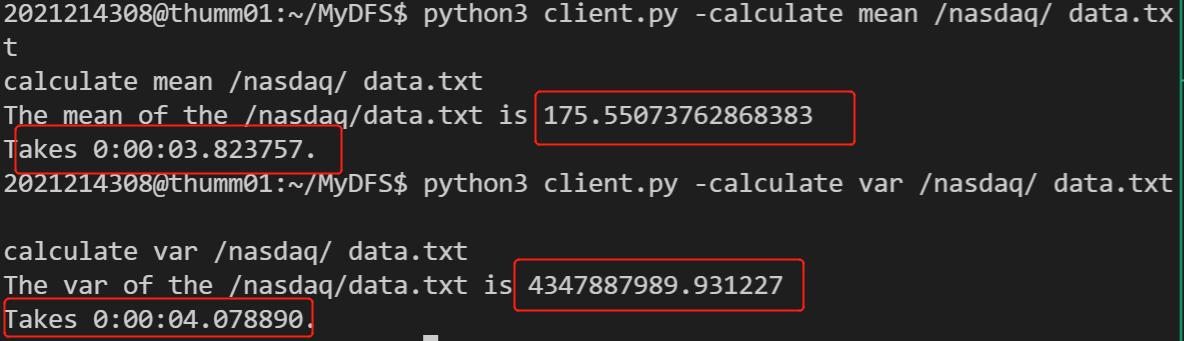 2021214308@thumm01:~/MyDFS$ python3 client.py -calculate mean /nasdaq/ data.tx
t
calculate mean /nasdaq/ data.txt
The mean of the /nasdaq/data.txt is 175.55073762868383
Takes 0:00:03.823757.
2021214308@thumm01:~/MyDFS$ python3 client.py -calculate var /nasdaq/ data.txt
calculate var /nasdaq/ data.txt
The var of the /nasdaq/data.txt is 4347887989.931227
Takes 0:00:04.078890.